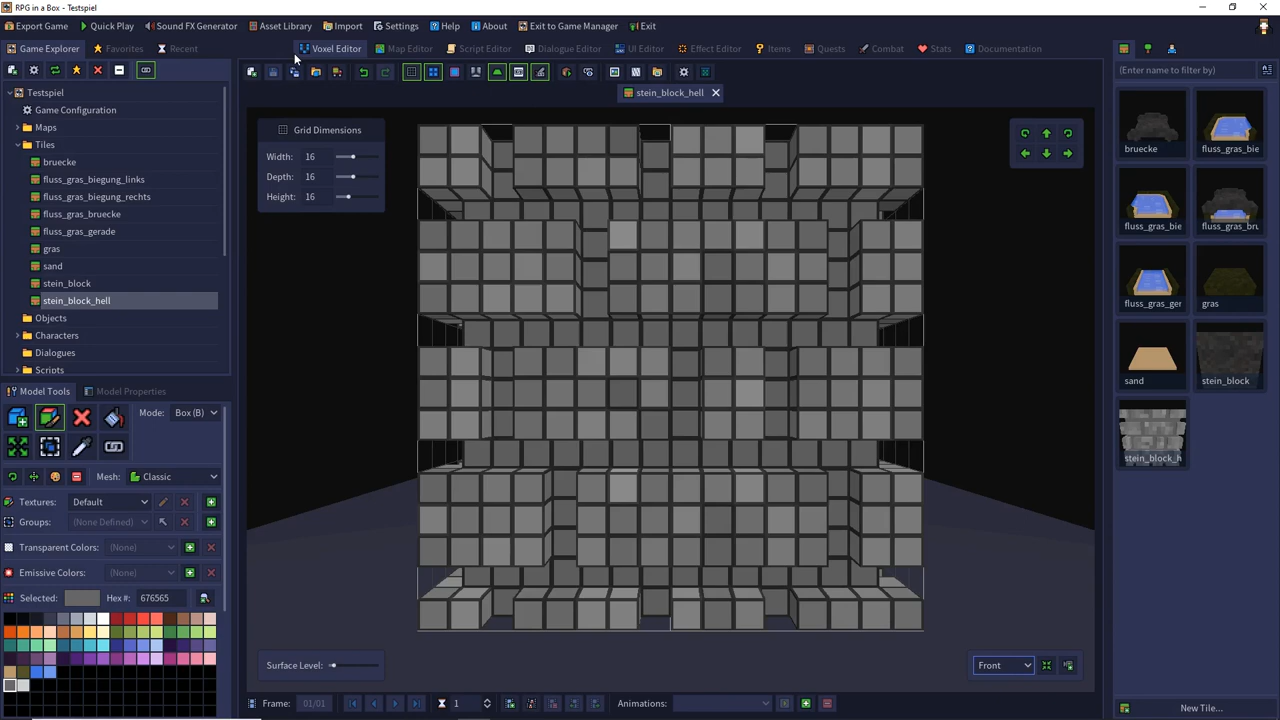 RPG in a Box - Testspiel
Export Game
Quick Play
Sound FX Generator
Asset Library
Import
Settings
Help
About
Exit to Game Manager
Exit
Game Explorer
Favorites
Recent
Voxel Editor
Map Editor
Script Editor
Dialogue Editor
UI Editor
Effect Editor
Items
Quests
Combat
Stats
Documentation
(Enter name to filter by)
stein_block_hell
Testspiel
Game Configuration
Maps
Tiles
bruecke
fluss_gras_biegung_links
fluss_gras_biegung_rechts
fluss_gras_bruecke
fluss_gras_gerade
gras
sand
stein_block
stein_block_hell
Objects
Characters
Dialogues
Scripts
Grid Dimensions
Width: 16
Depth: 16
Height: 16
bruecke
fluss_gras_bie
fluss_gras_bie
fluss_gras_bru
fluss_gras_ger
gras
sand
stein_block
stein_block_h
Model Tools
Model Properties
Mode: Box (B)
Mesh: Classic
Textures: Default
Groups: (None Defined)
Transparent Colors: (None)
Emissive Colors: (None)
Selected: Hex #: 676565
Surface Level:
Front
Frame: 01/01
1
Animations:
New Tile...